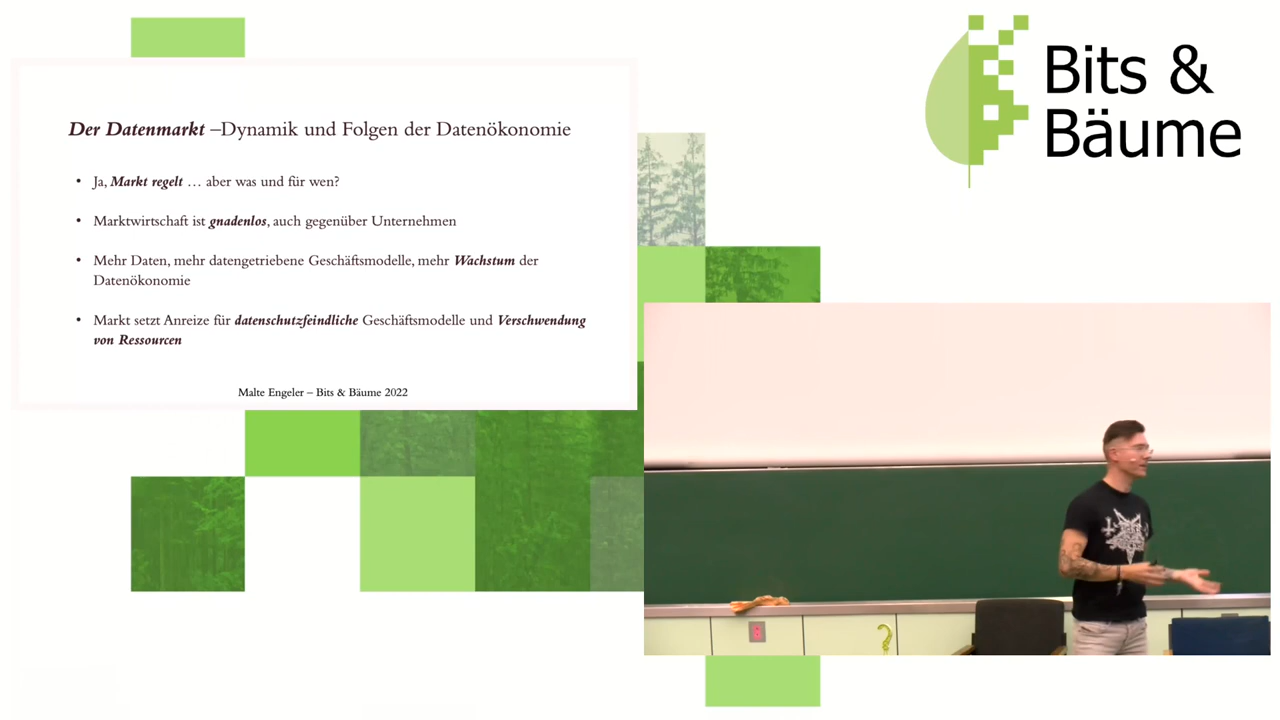 Bits &
Bäume
Der Datenmarkt –Dynamik und Folgen der Datenökonomie
• Ja, Markt regelt … aber was und für wen?
• Marktwirtschaft ist gnadenlos, auch gegenüber Unternehmen
• Mehr Daten, mehr datengetriebene Geschäftsmodelle, mehr Wachstum der
Datenökonomie
• Markt setzt Anreize für datenschutzfeindliche Geschäftsmodelle und Verschwendung
von Ressourcen
Malte Engeler – Bits & Bäume 2022